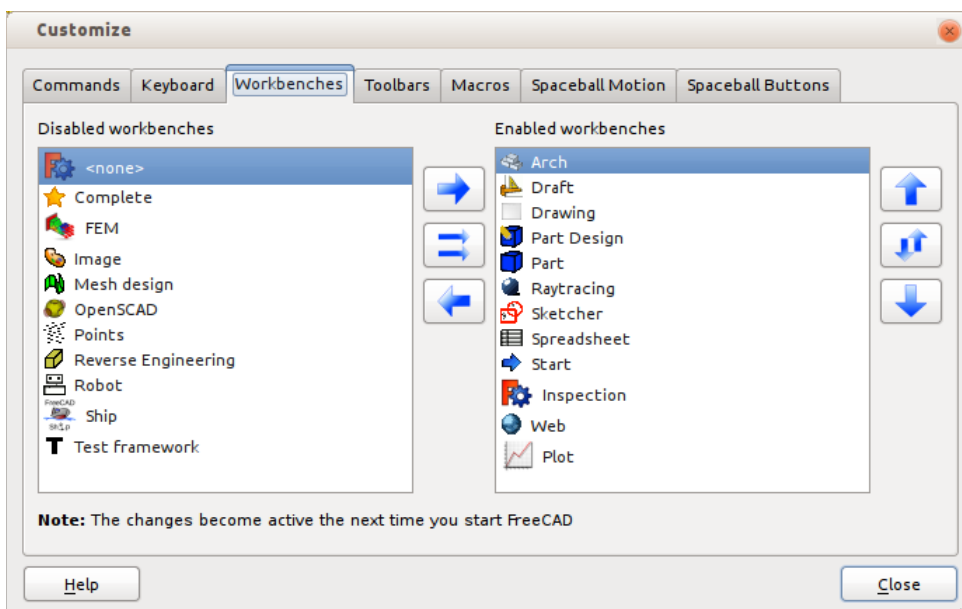 Customize
Commands Keyboard Workbenches Toolbars Macros Spaceball Motion Spaceball Buttons
Disabled workbenches
<none>
Complete
FEM
Image
Mesh design
OpenSCAD
Points
Reverse Engineering
Robot
FreeCAD
Ship
Ship
Test framework
Enabled workbenches
Arch
Draft
Drawing
Part Design
Part
Raytracing
Sketcher
Spreadsheet
Start
Inspection
Web
Plot
Note: The changes become active the next time you start FreeCAD
Help Close